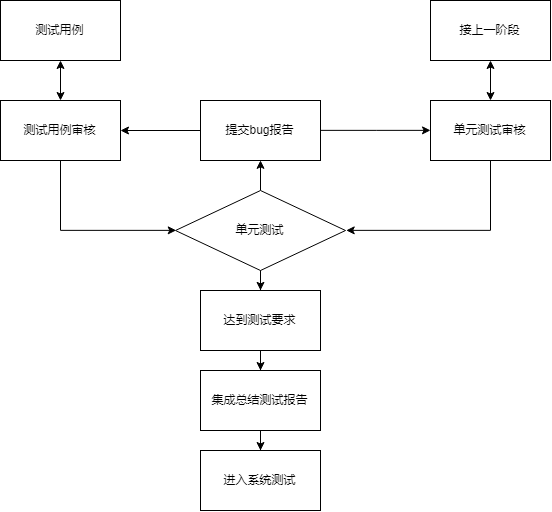 测试用例
接上一阶段
测试用例审核
提交bug报告
单元测试审核
单元测试
达到测试要求
集成总结测试报告
进入系统测试